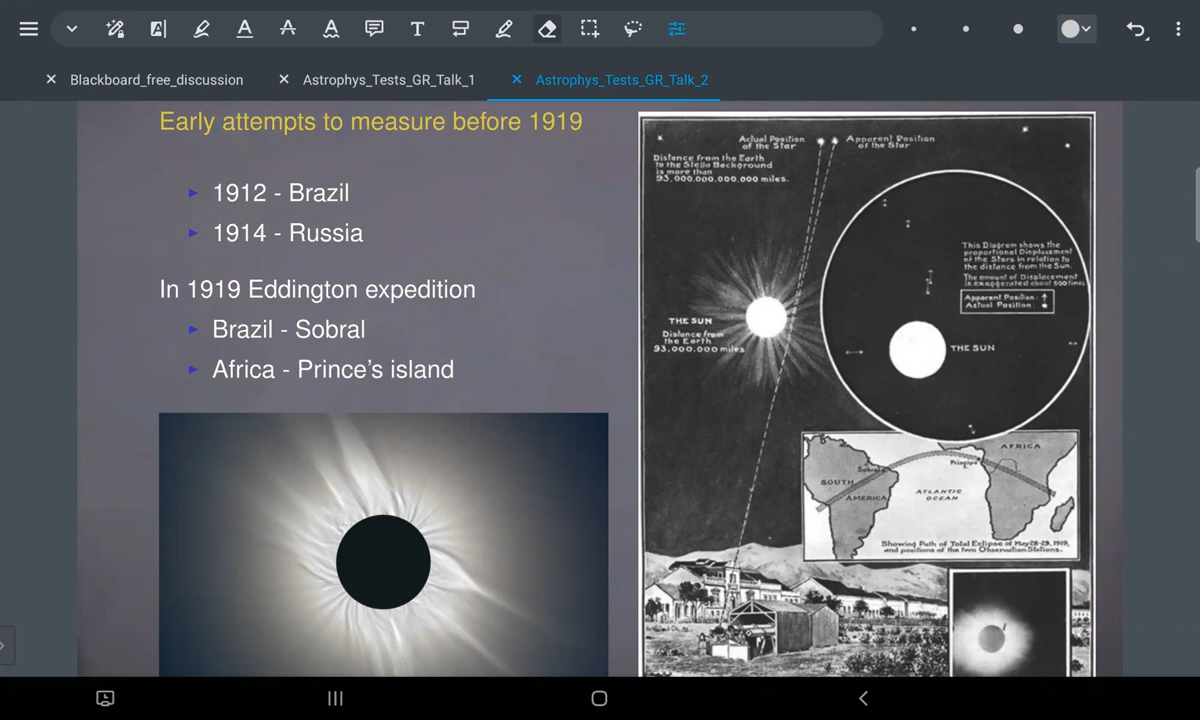 Blackboard_free_discussion
Astrophys_Tests_GR_Talk_1
Astrophys_Tests_GR_Talk_2
Early attempts to measure before 1919
1912 - Brazil
1914 - Russia
In 1919 Eddington expedition
Brazil - Sobral
Africa - Prince's island
Actual Position
of the Star
Apparent Position
of the Star
Distance from the Earth
to the Stella Background
is more than
93,000,000,000,000 miles.
This Diagram shows the
proportional Displacement
of the Stars in relation to
the distance from the Sun.
The amount of Displacement
is exaggerated about 600 times
Apparent Position :
Actual Position :
THE SUN
Distance from
the Earth
93,000,000 miles
THE SUN
AFRICA
Sobral
Principe I.
SOUTH
AMERICA
ATLANTIC
OCEAN
Showing Path of Total Eclipse of May 28-29, 1919,
and positions of the two Observation Stations.